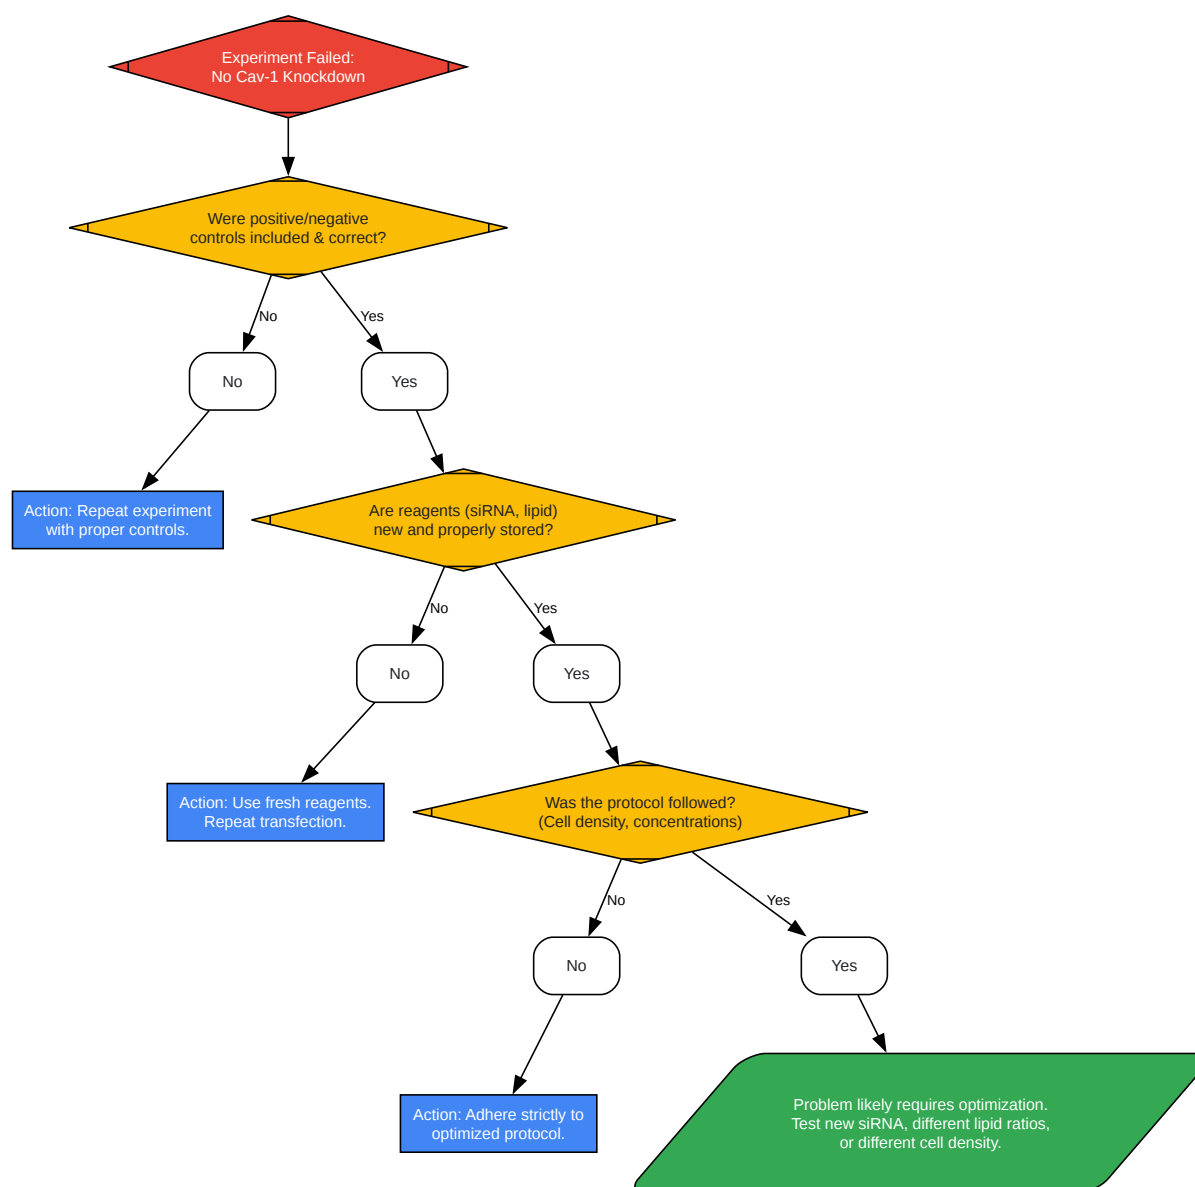 Experiment Failed:
No Cav-1 Knockdown
Were positive/negative
controls included & correct?
No
Yes
No
Yes
Action: Repeat experiment
with proper controls.
Are reagents (siRNA, lipid)
new and properly stored?
No
Yes
No
Yes
Action: Use fresh reagents.
Repeat transfection.
Was the protocol followed?
(Cell density, concentrations)
No
Yes
No
Yes
Action: Adhere strictly to
optimized protocol.
Problem likely requires optimization.
Test new siRNA, different lipid ratios,
or different cell density.